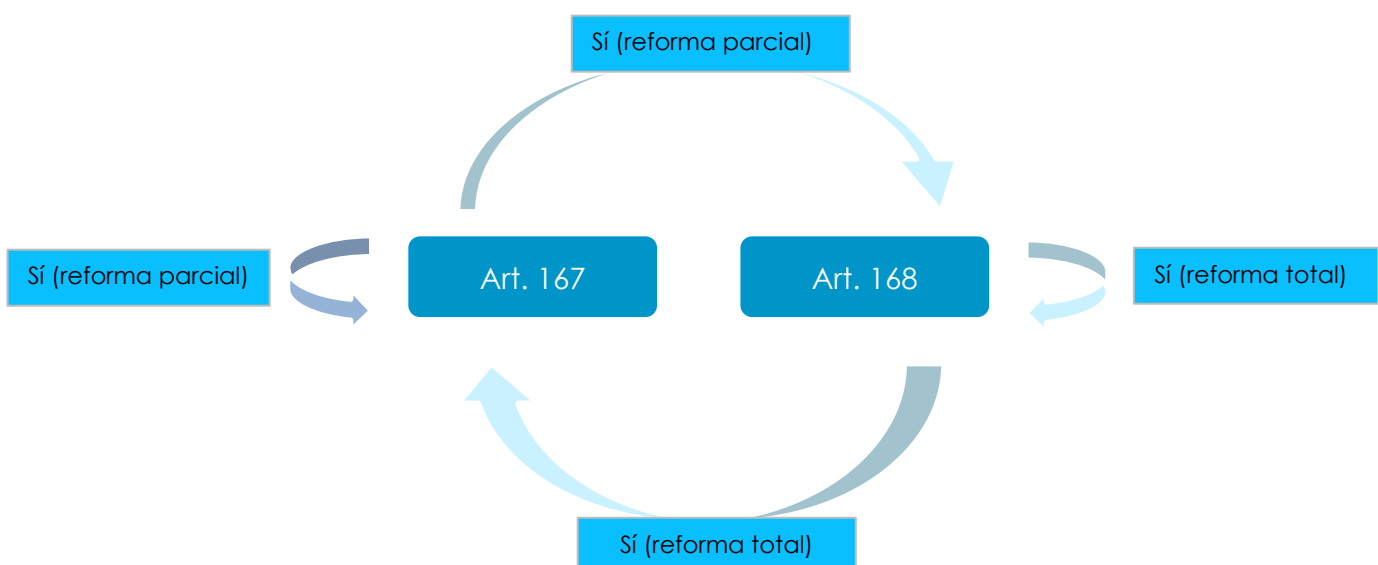 Sí (reforma parcial)
Sí (reforma parcial)
Art. 167
Art. 168
Sí (reforma total)
Sí (reforma total)